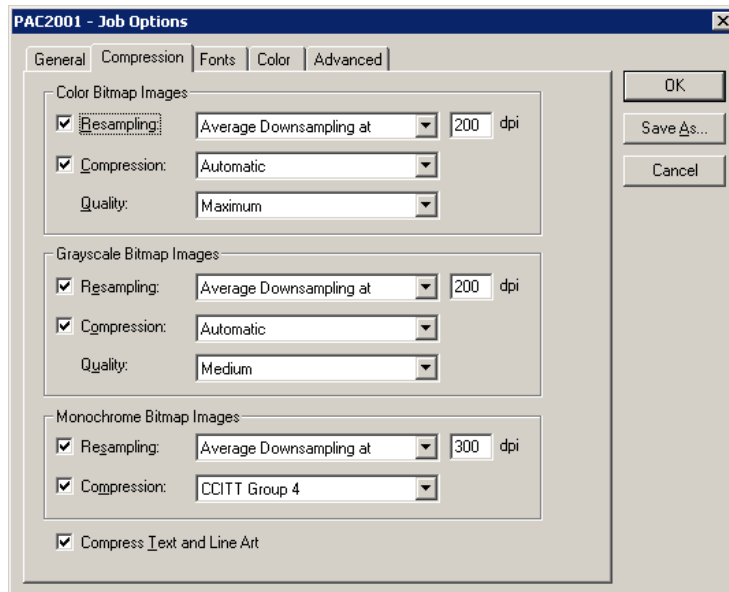 PAC2001 - Job Options
General Compression Fonts Color Advanced
Color Bitmap Images
Resampling: Average Downsampling at 200 dpi
Compression: Automatic
Quality: Maximum
Grayscale Bitmap Images
Resampling: Average Downsampling at 200 dpi
Compression: Automatic
Quality: Medium
Monochrome Bitmap Images
Resampling: Average Downsampling at 300 dpi
Compression: CCITT Group 4
Compress Text and Line Art
OK
Save As...
Cancel